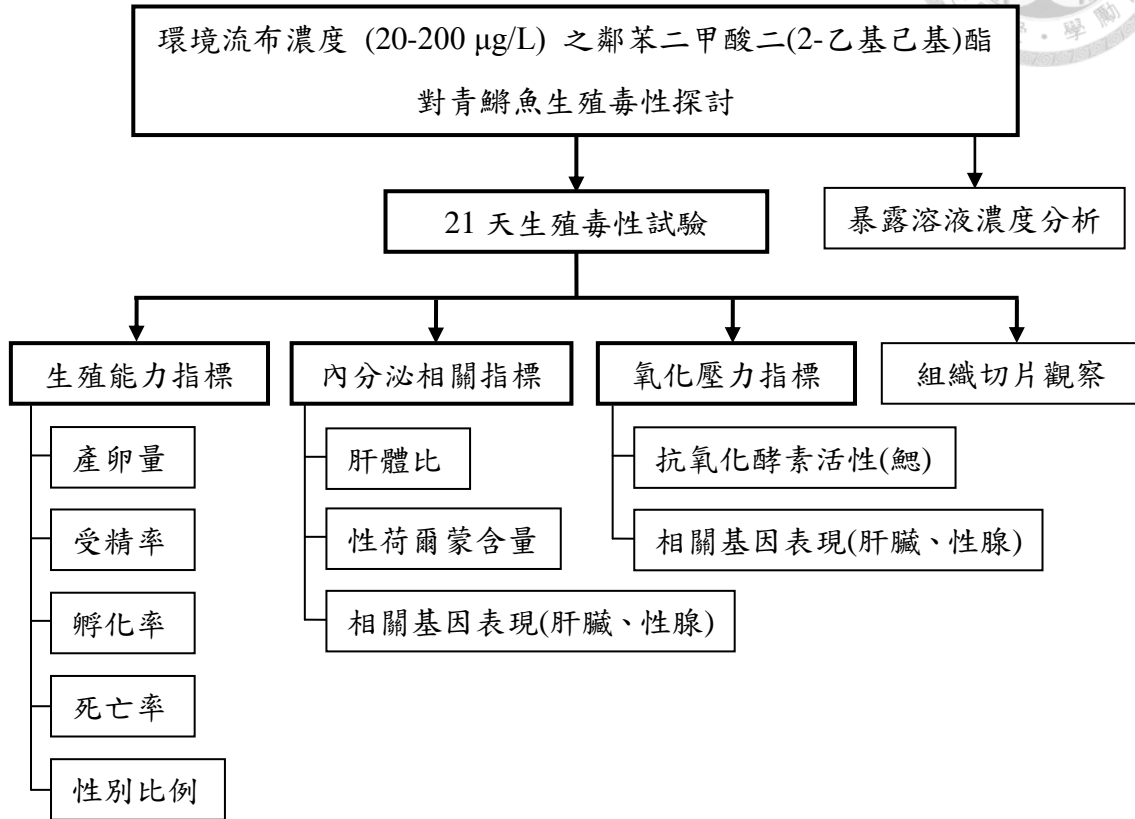 環境流布濃度 (20-200 μg/L) 之鄰苯二甲酸二(2-乙基己基)酯
對青鱂魚生殖毒性探討
21 天生殖毒性試驗
暴露溶液濃度分析
生殖能力指標
內分泌相關指標
氧化壓力指標
組織切片觀察
產卵量
受精率
孵化率
死亡率
性別比例
肝體比
性荷爾蒙含量
相關基因表現(肝臟、性腺)
抗氧化酵素活性(鰓)
相關基因表現(肝臟、性腺)
學